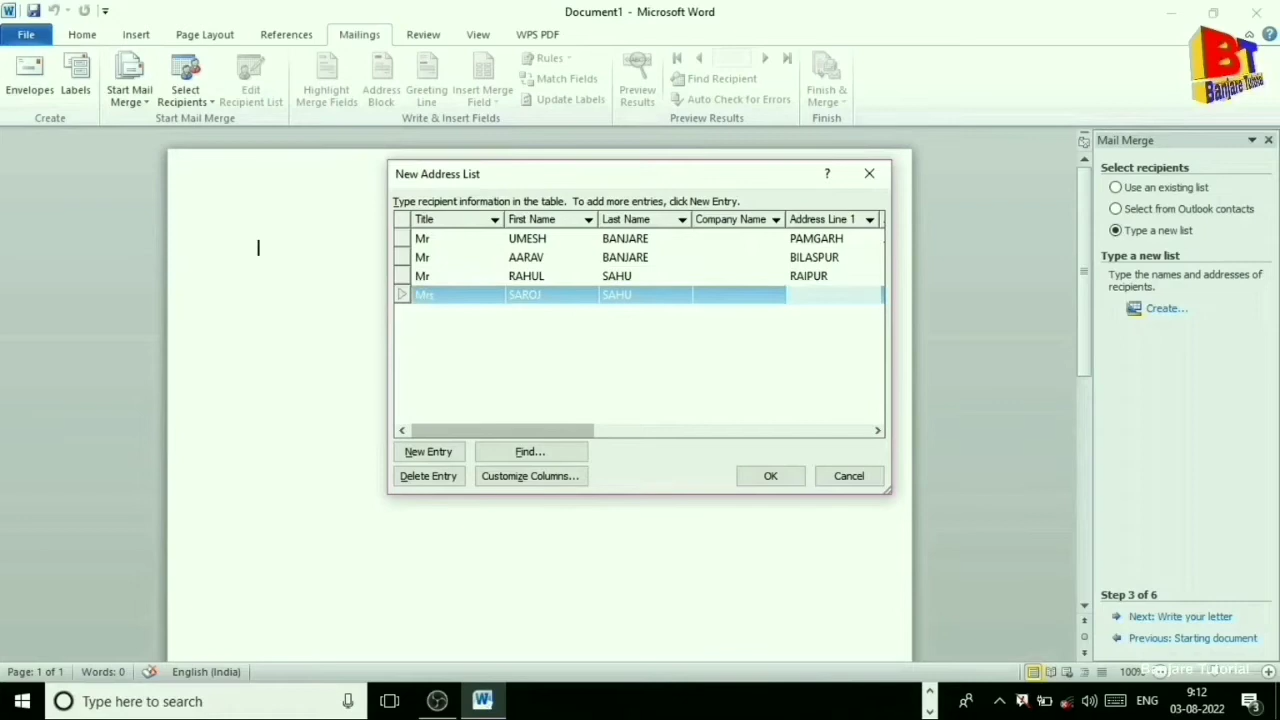 Document1 - Microsoft Word
File Home Insert Page Layout References Mailings Review View WPS PDF
BT
Banjare Tutorial
Envelopes Labels Start Mail Merge Select Recipients Edit Recipient List Highlight Merge Fields Address Block Greeting Line Insert Merge Field Rules Match Fields Update Labels Preview Results Find Recipient Auto Check for Errors Finish & Merge
Create Start Mail Merge Write & Insert Fields Preview Results Finish
New Address List
Type recipient information in the table. To add more entries, click New Entry.
Title First Name Last Name Company Name Address Line 1
Mr UMESH BANJARE PAMGARH
Mr AARAV BANJARE BILASPUR
Mr RAHUL SAHU RAIPUR
Mrs SAROJ SAHU
New Entry Find...
Delete Entry Customize Columns... OK Cancel
Mail Merge
Select recipients
Use an existing list
Select from Outlook contacts
Type a new list
Type a new list
Type the names and addresses of
recipients.
Create...
Step 3 of 6
Next: Write your letter
Previous: Starting document
Page: 1 of 1 Words: 0 English (India) 100%
Banjare Tutorial
Type here to search
ENG
9:12
03-08-2022
3